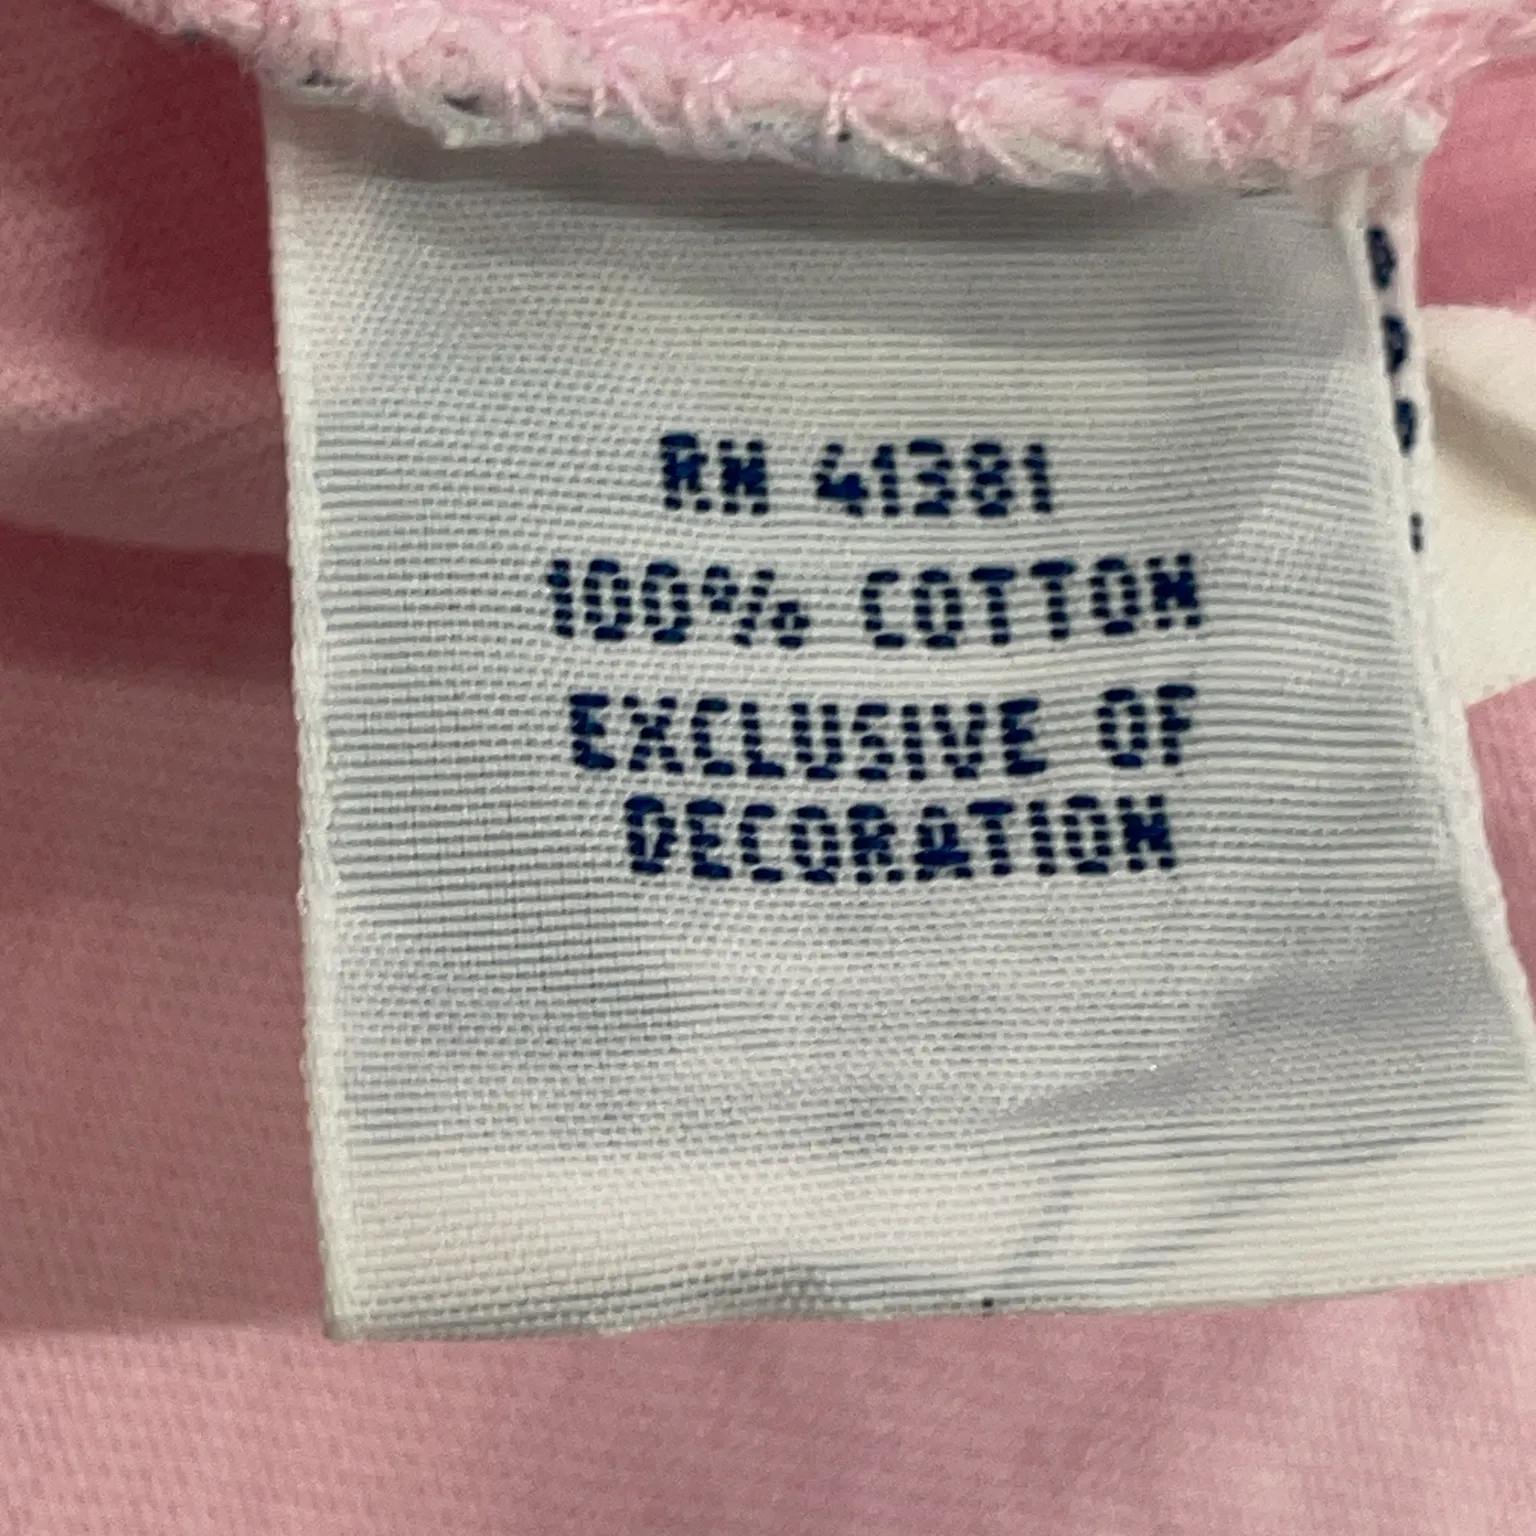 RN 41381
100% COTTON
EXCLUSIVE OF
DECORATION